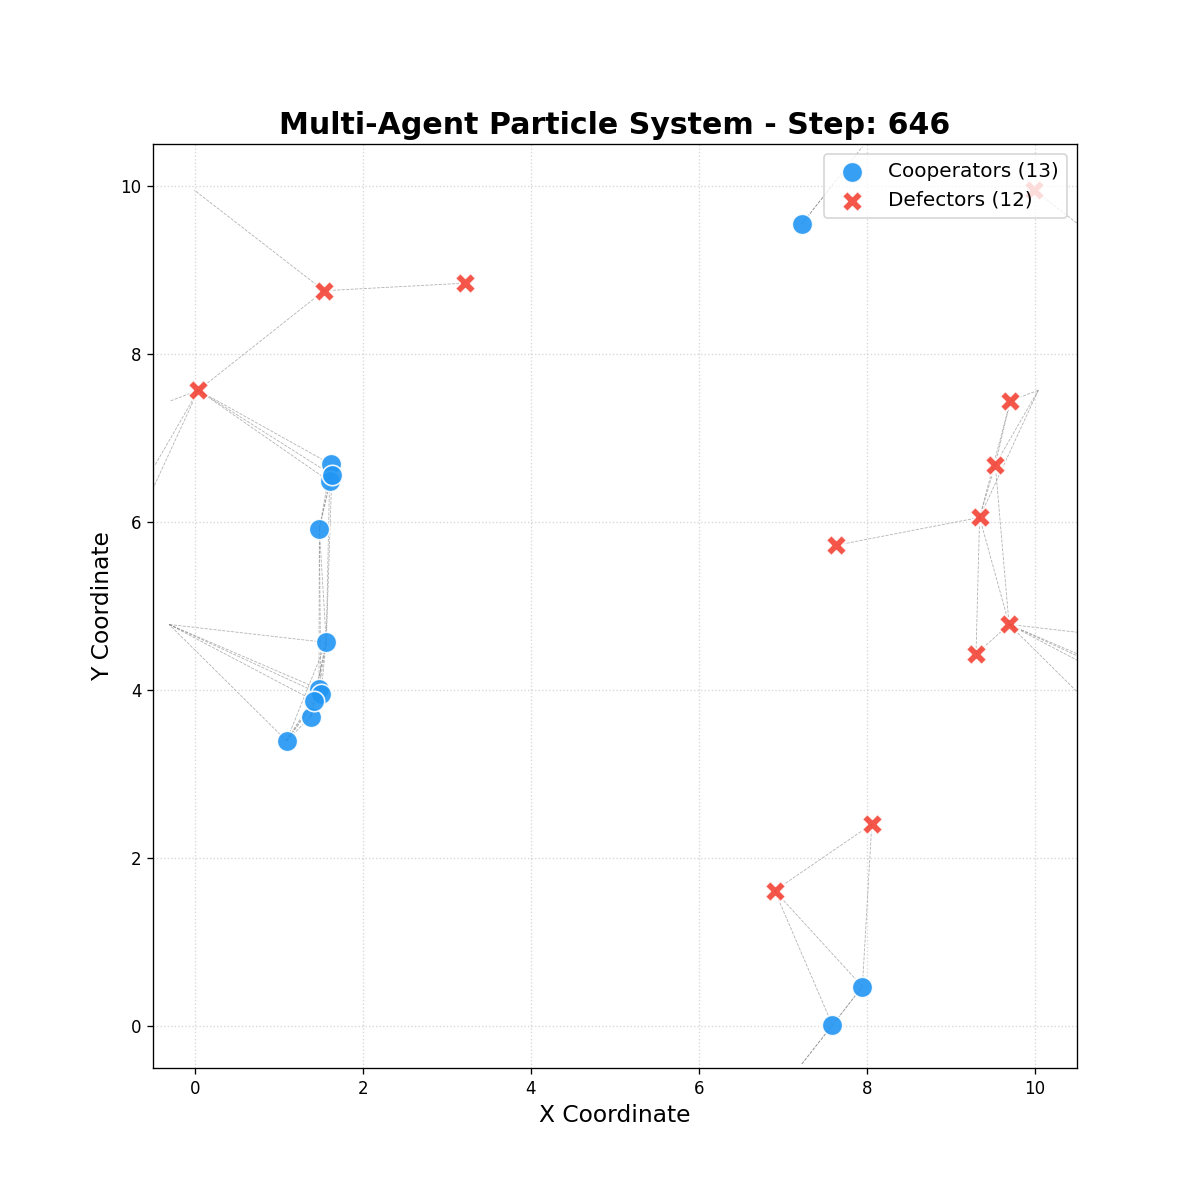 Multi-Agent Particle System - Step: 646
Cooperators (13)
Defectors (12)
10
8
6
4
2
0
Y Coordinate
0 2 4 6 8 10
X Coordinate